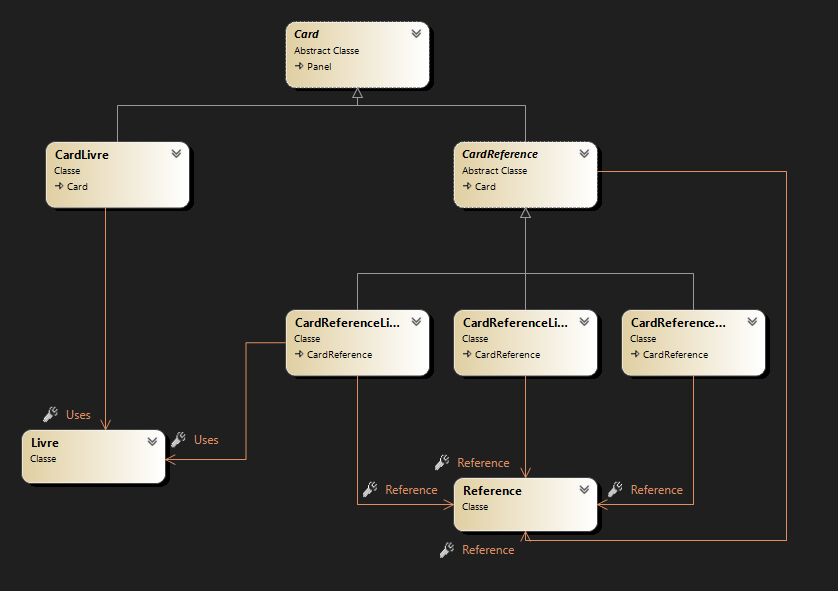 Card
Abstract Classe
Panel
CardLivre
Classe
Card
CardReference
Abstract Classe
Card
CardReferenceLi...
Classe
CardReference
CardReferenceLi...
Classe
CardReference
CardReference...
Classe
CardReference
Uses
Uses
Livre
Classe
Reference
Reference
Reference
Reference
Classe
Reference